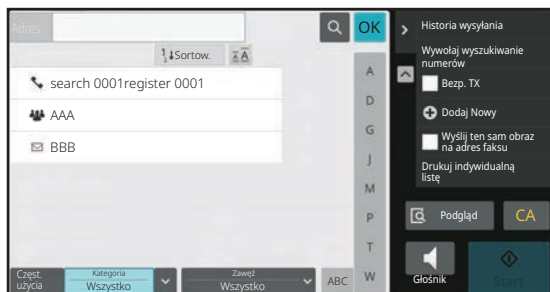 Adres
OK
1 Sortow.
search 0001register 0001
AAA
BBB
A
D
G
J
M
P
T
W
Częst.
użycia
Kategoria
Wszystko
Zawęź
Wszystko
ABC
Historia wysyłania
Wywołaj wyszukiwanie
numerów
Bezp. TX
Dodaj Nowy
Wyślij ten sam obraz
na adres faksu
Drukuj indywidualną
listę
Podgląd
CA
Głośnik
Start